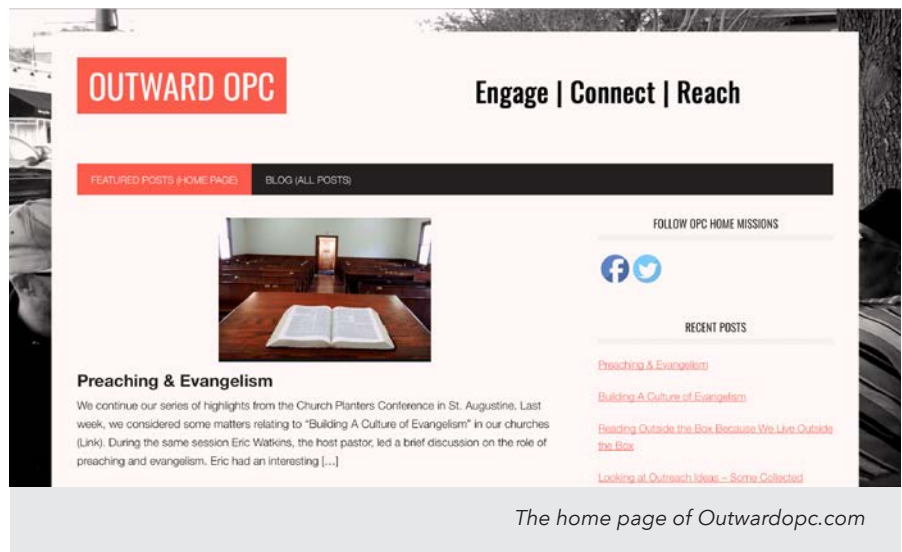 OUTWARD OPC
Engage | Connect | Reach
FEATURED POSTS (HOME PAGE)
BLOG (ALL POSTS)
Preaching & Evangelism
We continue our series of highlights from the Church Planters Conference in St. Augustine. Last
week, we considered some matters relating to “Building A Culture of Evangelism” in our churches
(Link). During the same session Eric Watkins, the host pastor, led a brief discussion on the role of
preaching and evangelism. Eric had an interesting […]
FOLLOW OPC HOME MISSIONS
RECENT POSTS
Preaching & Evangelism
Building A Culture of Evangelism
Reading Outside the Box Because We Live Outside
the Box
Looking at Outreach Ideas – Some Collected
The home page of Outwardopc.com